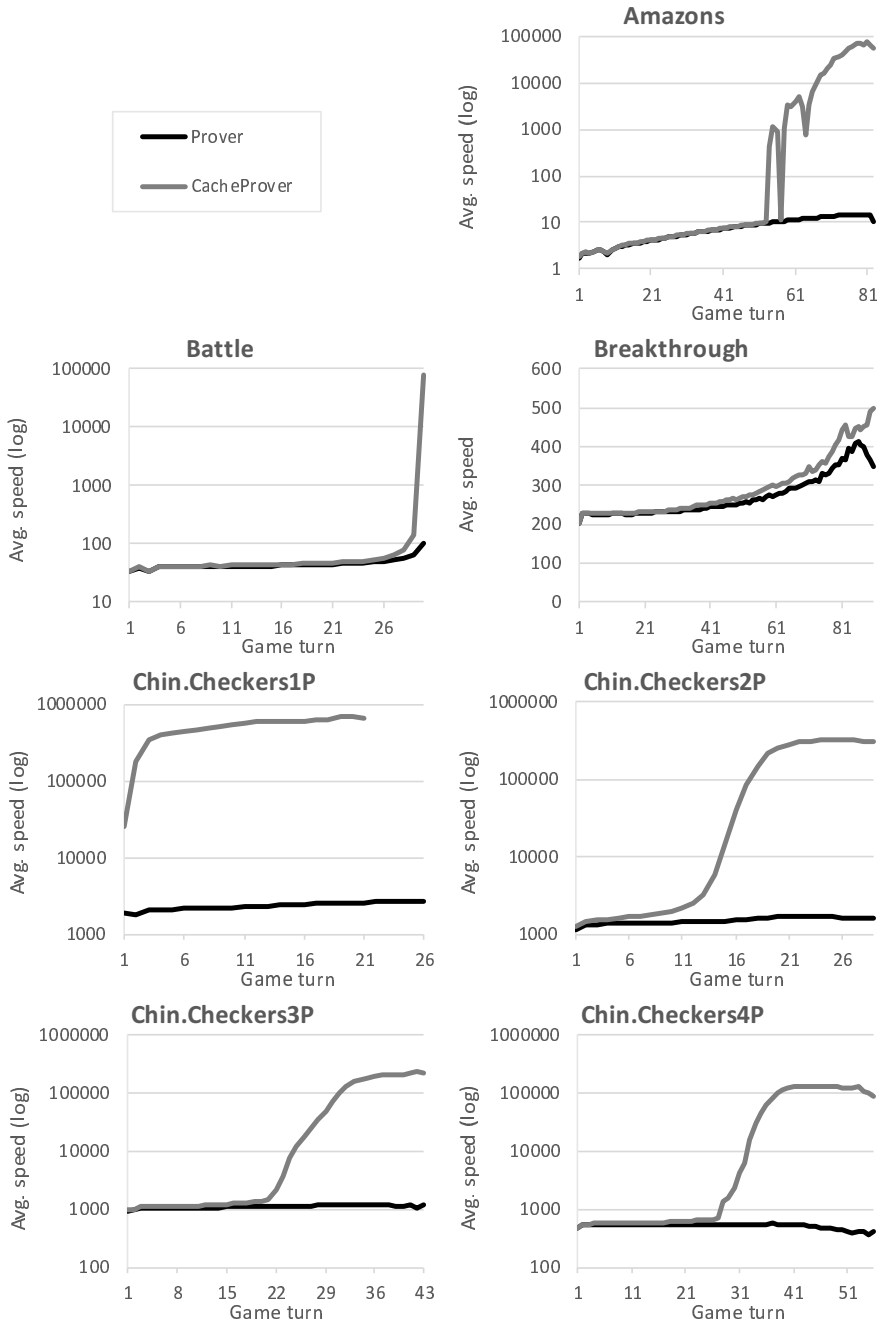 Amazons
Prover
CacheProver
Avg. speed (log)
100000
10000
1000
100
10
1
1 21 41 61 81
Game turn
Battle
Avg. speed (log)
100000
10000
1000
100
10
1 6 11 16 21 26
Game turn
Breakthrough
Avg. speed
600
500
400
300
200
100
0
1 21 41 61 81
Game turn
Chin.Checkers1P
Avg. speed (log)
1000000
100000
10000
1000
1 6 11 16 21 26
Game turn
Chin.Checkers2P
Avg. speed (log)
1000000
100000
10000
1000
1 6 11 16 21 26
Game turn
Chin.Checkers3P
Avg. speed (log)
1000000
100000
10000
1000
100
1 8 15 22 29 36 43
Game turn
Chin.Checkers4P
Avg. speed (log)
1000000
100000
10000
1000
100
1 11 21 31 41 51
Game turn